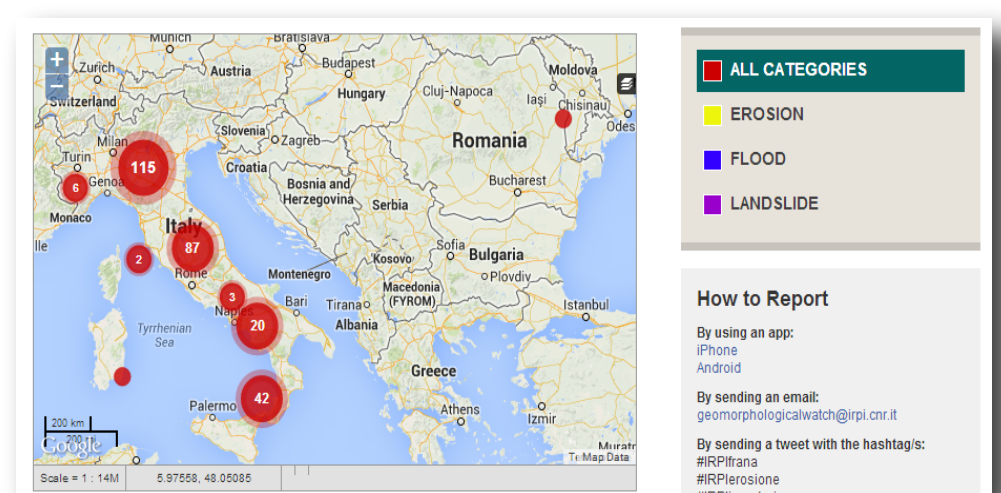 Munich
Bratislava
Zurich
Austria
Budapest
Moldova
Switzerland
Hungary
Cluj-Napoca
Iași
Chisinau
Milan
Slovenia
Zagreb
Romania
Odes
Turin
115
Croatia
6
Genoa
Bosnia and
Herzegovina
Serbia
Bucharest
Monaco
Italy
lle
87
Sofia
Bulgaria
2
Kosovo
Rome
Montenegro
Plovdiv
3
Macedonia
(FYROM)
Naples
Bari
Tirana
Istanbul
20
Albania
Tyrrhenian
Sea
Greece
42
Palermo
Athens
Izmir
200 km
Google
Map Data
Scale = 1 : 14M
5.97558, 48.05085
ALL CATEGORIES
EROSION
FLOOD
LANDSLIDE
How to Report
By using an app:
iPhone
Android
By sending an email:
geomorphologicalwatch@irpi.cnr.it
By sending a tweet with the hashtag/s:
#IRPIfrana
#IRPIerosione